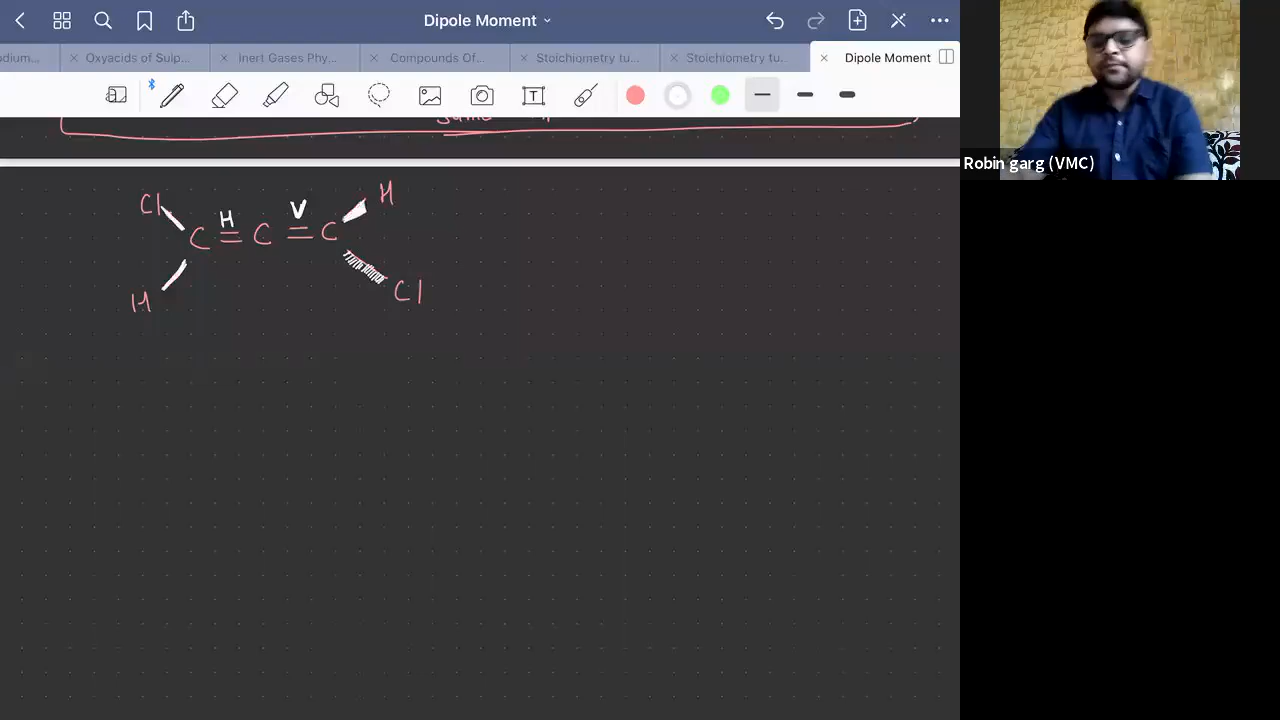 Dipole Moment
odium...
Oxyacids of Sulp...
Inert Gases Phy...
Compounds Of...
Stoichiometry tu...
Stoichiometry tu...
Dipole Moment
T
Robin garg (VMC)
Cl H
H V
C = C = C
H Cl